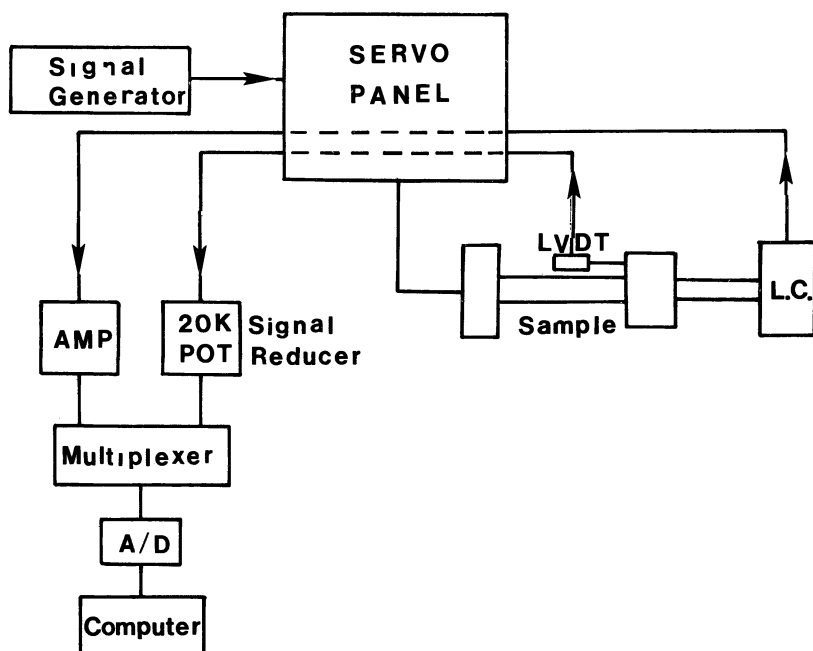 Signal
Generator
SERVO
PANEL
LVDT
L.C.
Sample
AMP
20K
POT
Signal
Reducer
Multiplexer
A/D
Computer